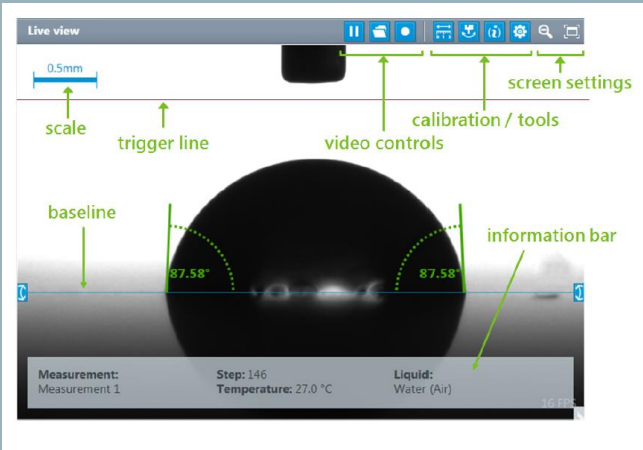 Live view
0.5mm
screen settings
scale
calibration / tools
trigger line
video controls
baseline
information bar
87.58°
87.58°
Measurement:
Measurement 1
Step: 146
Temperature: 27.0 °C
Liquid:
Water (Air)
16 FPS